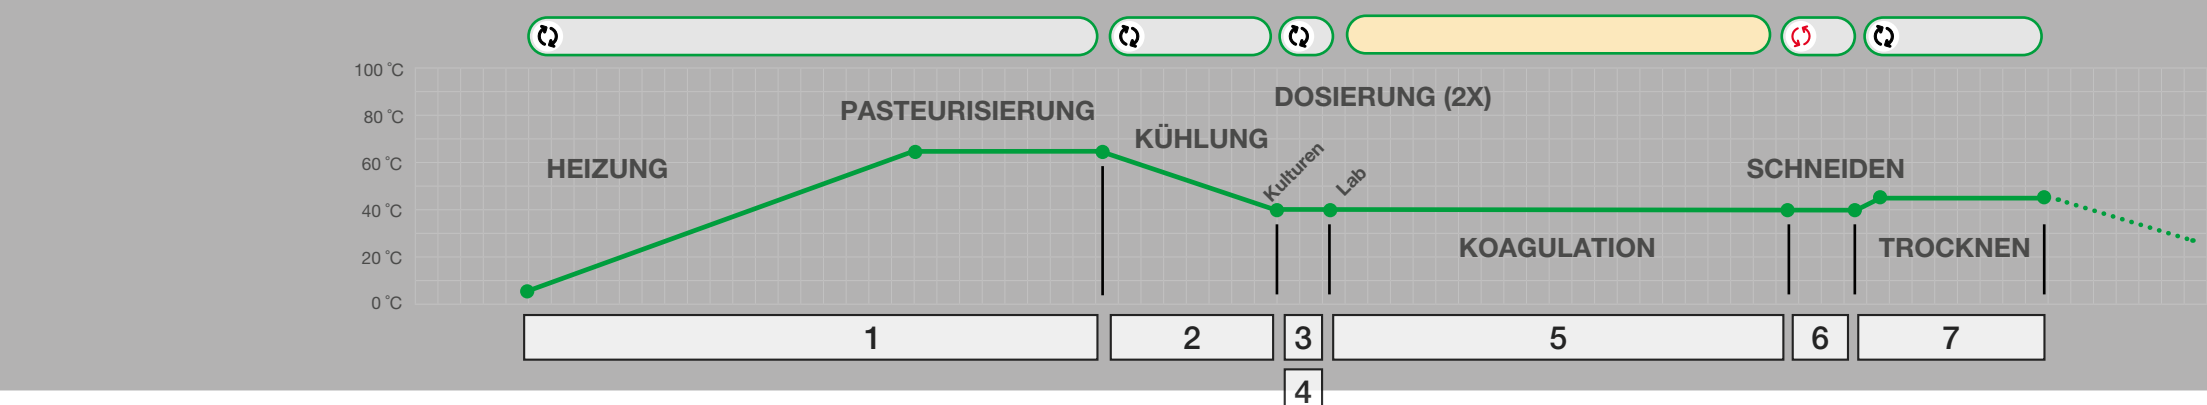 100 °C
80 °C
60 °C
40 °C
20 °C
0 °C
HEIZUNG
PASTEURISIERUNG
KÜHLUNG
DOSIERUNG (2X)
Kulturen
Lab
KOAGULATION
SCHNEIDEN
TROCKNEN
1
2
3
4
5
6
7